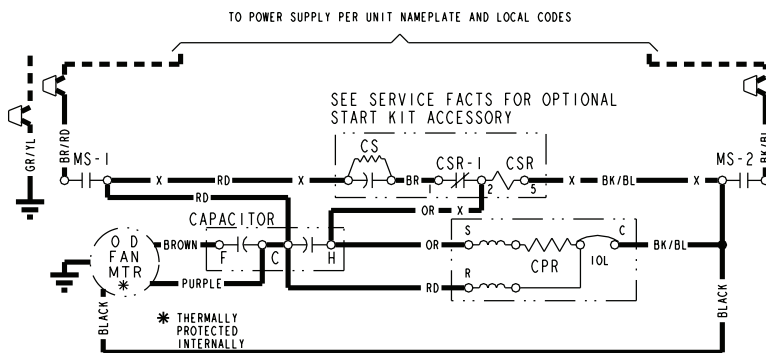 TO POWER SUPPLY PER UNIT NAMEPLATE AND LOCAL CODES
SEE SERVICE FACTS FOR OPTIONAL
START KIT ACCESSORY
GR/YL
BR/RD
BK/BL
MS-1
CS
CSR-1
CSR
MS-2
X RD X
BR
1
2
5
X BK/BL X
RD
OR X
CAPACITOR
O D
FAN
MTR
*
BROWN
F
C
H
OR
S
C
CPR
IOL
BK/BL
PURPLE
RD
R
BLACK
BLACK
* THERMALLY
PROTECTED
INTERNALLY